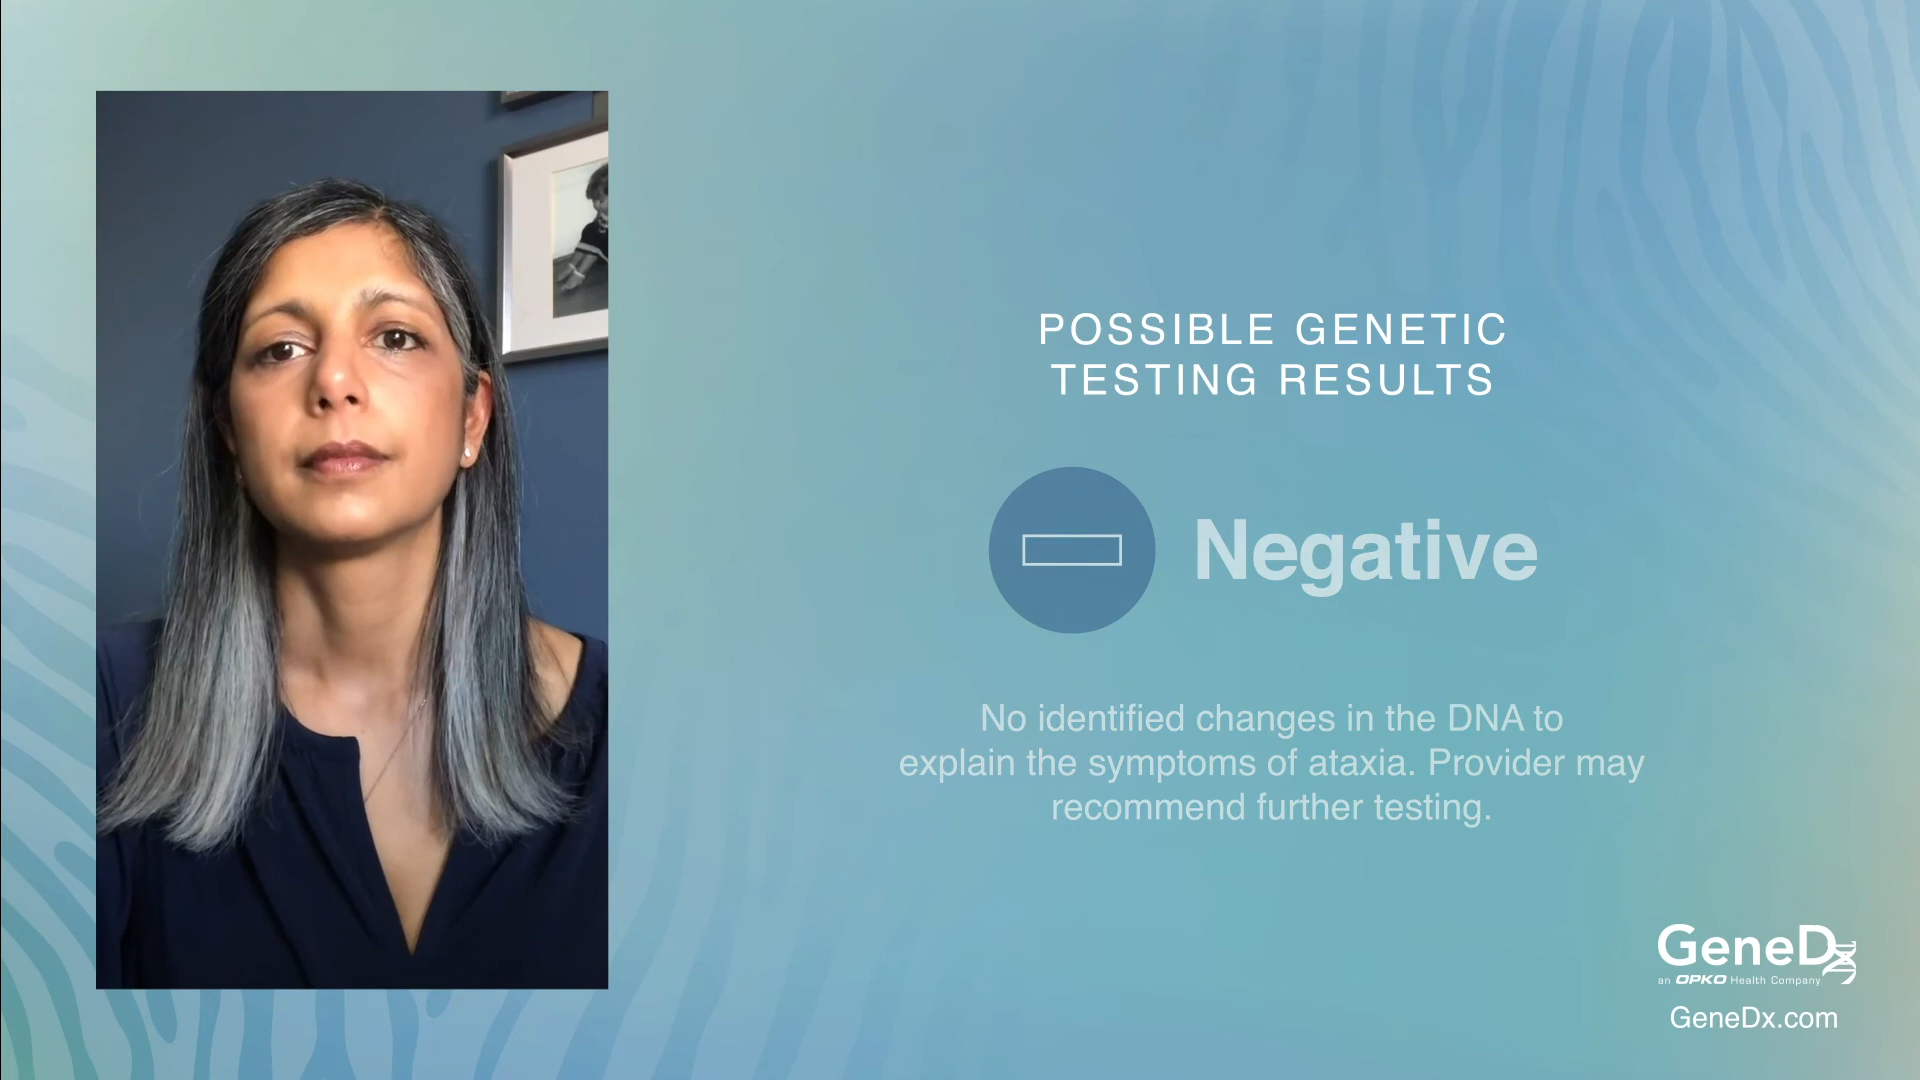 POSSIBLE GENETIC
TESTING RESULTS
Negative
No identified changes in the DNA to
explain the symptoms of ataxia. Provider may
recommend further testing.
GeneDx
an OPKO Health Company
GeneDx.com